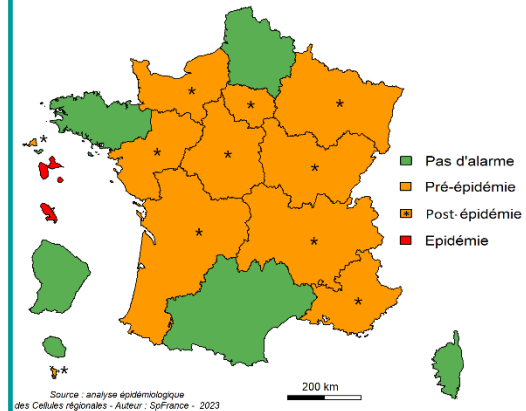 Pas d'alarme
Pré-épidémie
Post-épidémie
Epidémie
200 km
Source : analyse épidémiologique
des Cellules régionales - Auteur : SpFrance - 2023